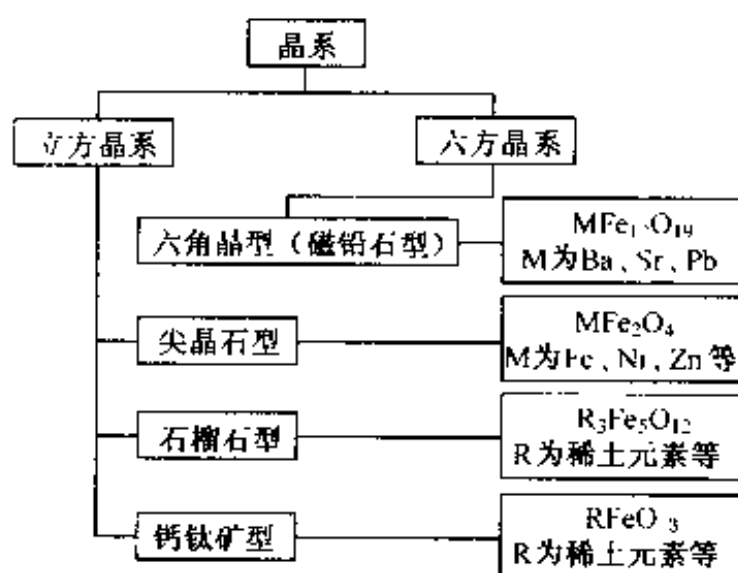 晶系
立方晶系
六方晶系
六角晶型（磁铅石型）
MFe₁₂O₁₉
M为Ba、Sr、Pb
尖晶石型
MFe₂O₄
M为Fe、Ni、Zn等
石榴石型
R₃Fe₅O₁₂
R为稀土元素等
钙钛矿型
RFeO₃
R为稀土元素等